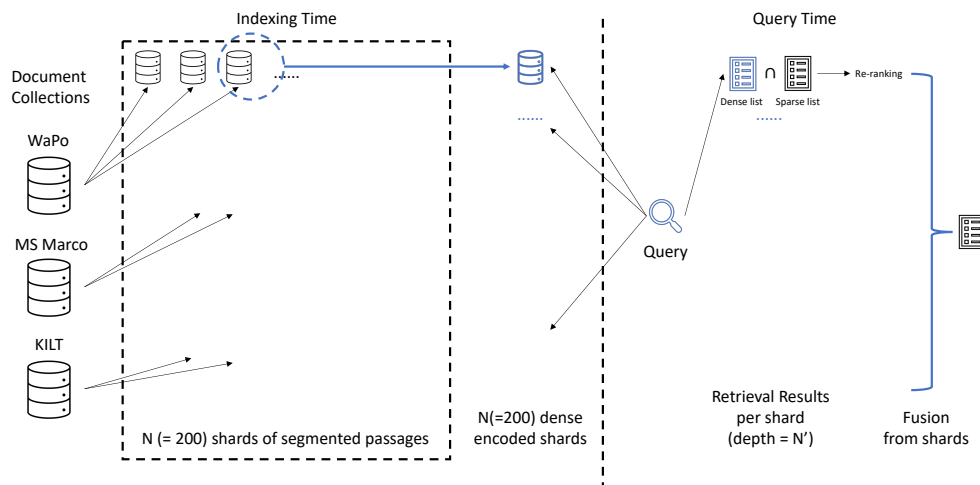 Indexing Time
Query Time
Document
Collections
......
Dense list
∩
Sparse list
Re-ranking
......
......
WaPo
MS Marco
Query
KILT
N (= 200) shards of segmented passages
N(=200) dense
encoded shards
Retrieval Results
per shard
(depth = N’)
Fusion
from shards